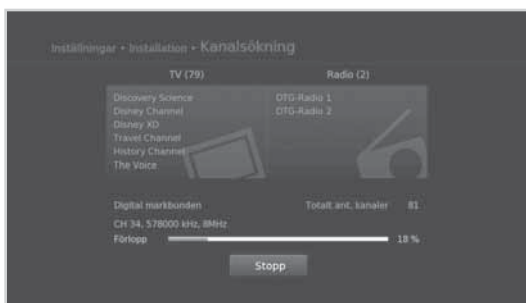 Inställningar • Installation • Kanalsökning
TV (79)
Discovery Science
Disney Channel
Disney XD
Travel Channel
History Channel
The Voice
Radio (2)
DTG-Radio 1
DTG-Radio 2
Digital markbunden
Totalt ant. kanaler 81
CH 34, 578000 kHz, 8MHz
Förlopp 18 %
Stopp